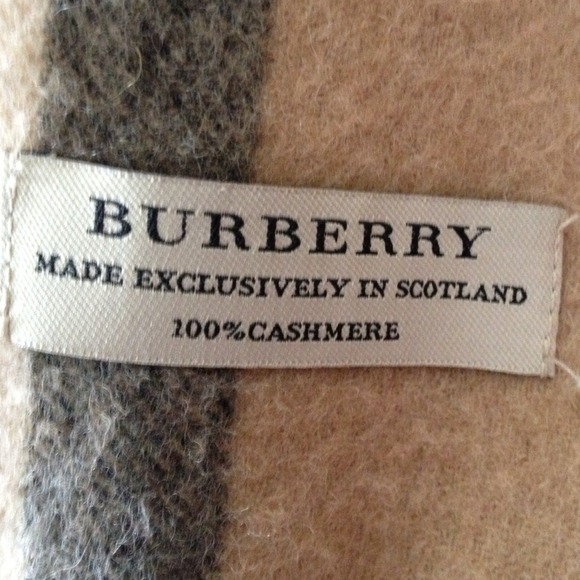 BURBERRY
MADE EXCLUSIVELY IN SCOTLAND
100%CASHMERE